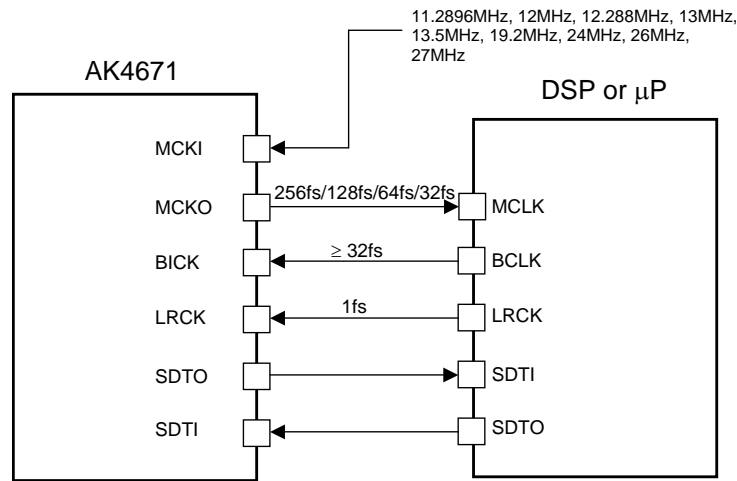 11.2896MHz, 12MHz, 12.288MHz, 13MHz,
13.5MHz, 19.2MHz, 24MHz, 26MHz,
27MHz
AK4671
DSP or μP
MCKI
MCKO
256fs/128fs/64fs/32fs
MCLK
BICK
≥ 32fs
BCLK
LRCK
1fs
LRCK
SDTO
SDTI
SDTI
SDTO